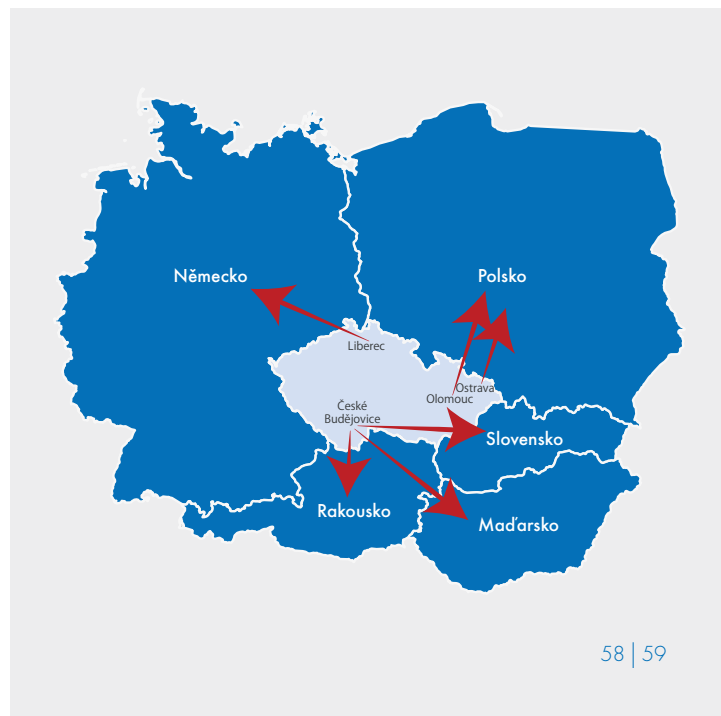 Německo
Polsko
Liberec
Ostrava
Olomouc
České
Budějovice
Slovensko
Rakousko
Maďarsko
58 | 59